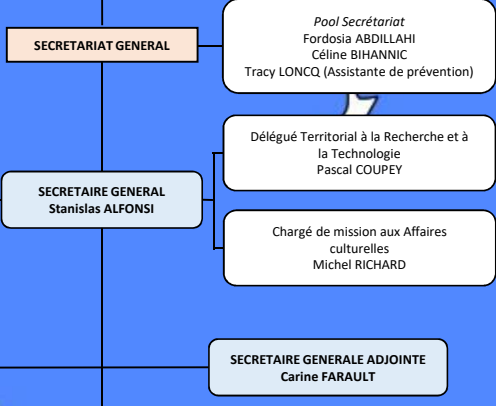 SECRETARIAT GENERAL
Pool Secrétariat
Fordosia ABDILLAHI
Céline BIHANNIC
Tracy LONCQ (Assistante de prévention)
Délégué Territorial à la Recherche et à
la Technologie
Pascal COUPEY
SECRETAIRE GENERAL
Stanislas ALFONSI
Chargé de mission aux Affaires
culturelles
Michel RICHARD
SECRETAIRE GENERALE ADJOINTE
Carine FARAULT